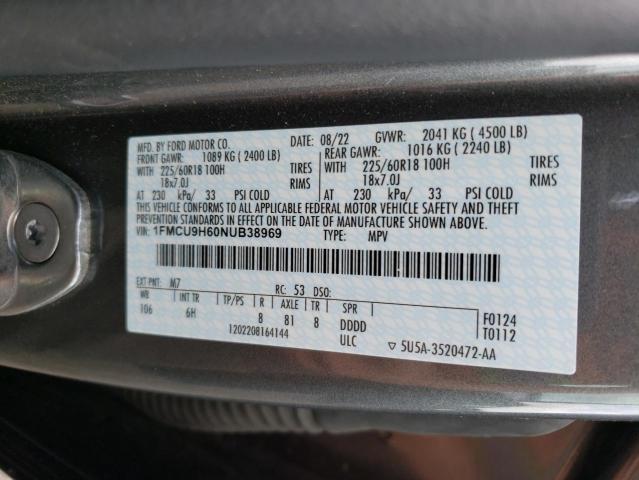 MFD. BY FORD MOTOR CO. DATE: 08/22 GVWR: 2041 KG ( 4500 LB)
FRONT GAWR: 1089 KG ( 2400 LB) REAR GAWR: 1016 KG ( 2240 LB)
WITH 225/60R18 100H TIRES WITH 225/60R18 100H TIRES
18x7.0J RIMS 18x7.0J RIMS
AT 230 kPa/ 33 PSI COLD AT 230 kPa/ 33 PSI COLD
THIS VEHICLE CONFORMS TO ALL APPLICABLE FEDERAL MOTOR VEHICLE SAFETY AND THEFT
PREVENTION STANDARDS IN EFFECT ON THE DATE OF MANUFACTURE SHOWN ABOVE.
VIN: 1FMCU9H60NUB38969 TYPE: MPV
EXT PNT: M7 RC: 53 DSO:
WB INT TR TP/PS R AXLE TR SPR
106 6H 8 81 8 DDDD F0124
1202208164144 ULC T0112
▽ 5U5A-3520472-AA